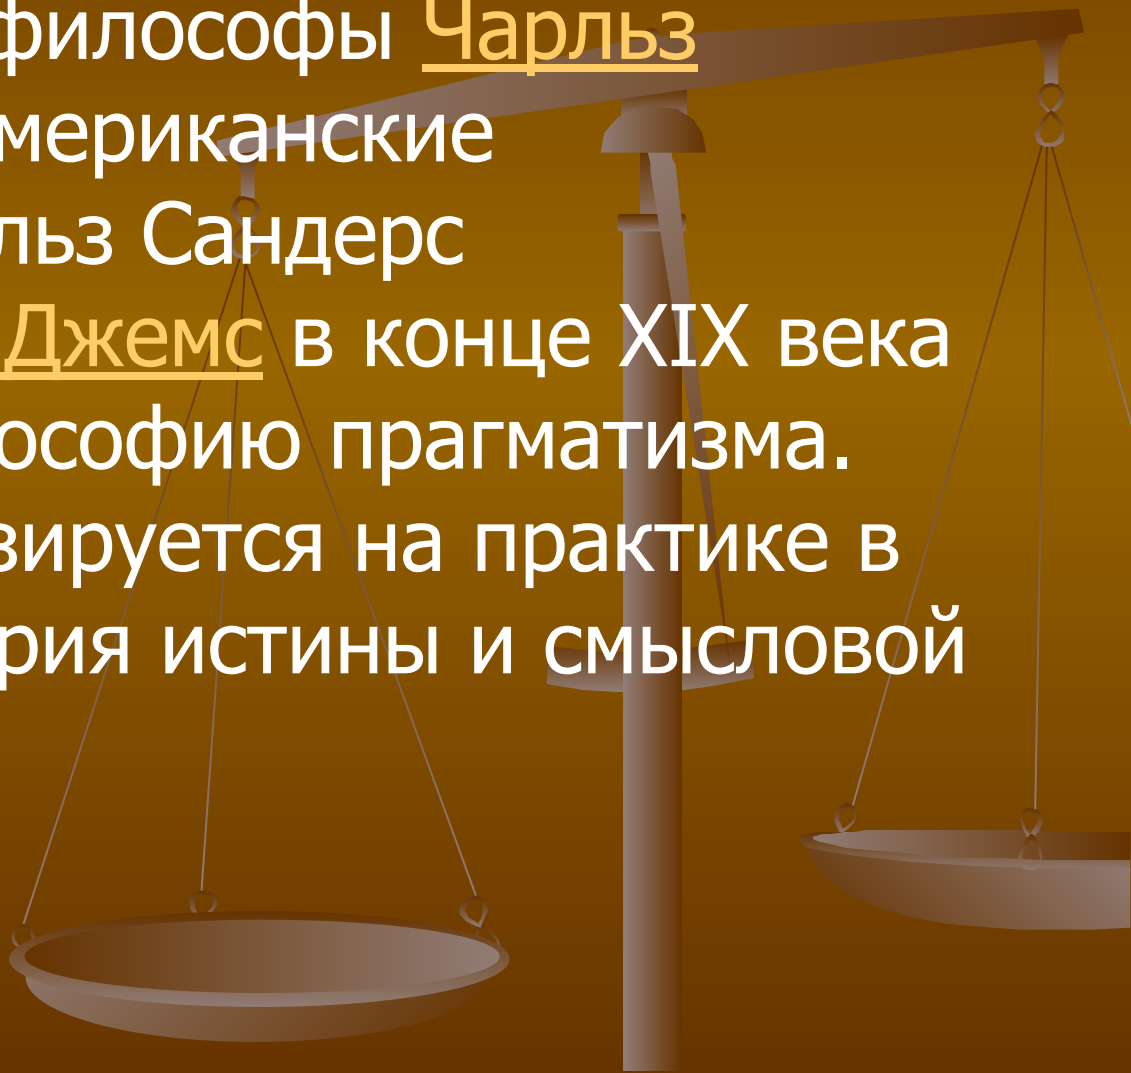 философы Чарльз
мериканские
льз Сандерс
Джемс в конце XIX века
ософию прагматизма.
зируется на практике в
рия истины и смысловой